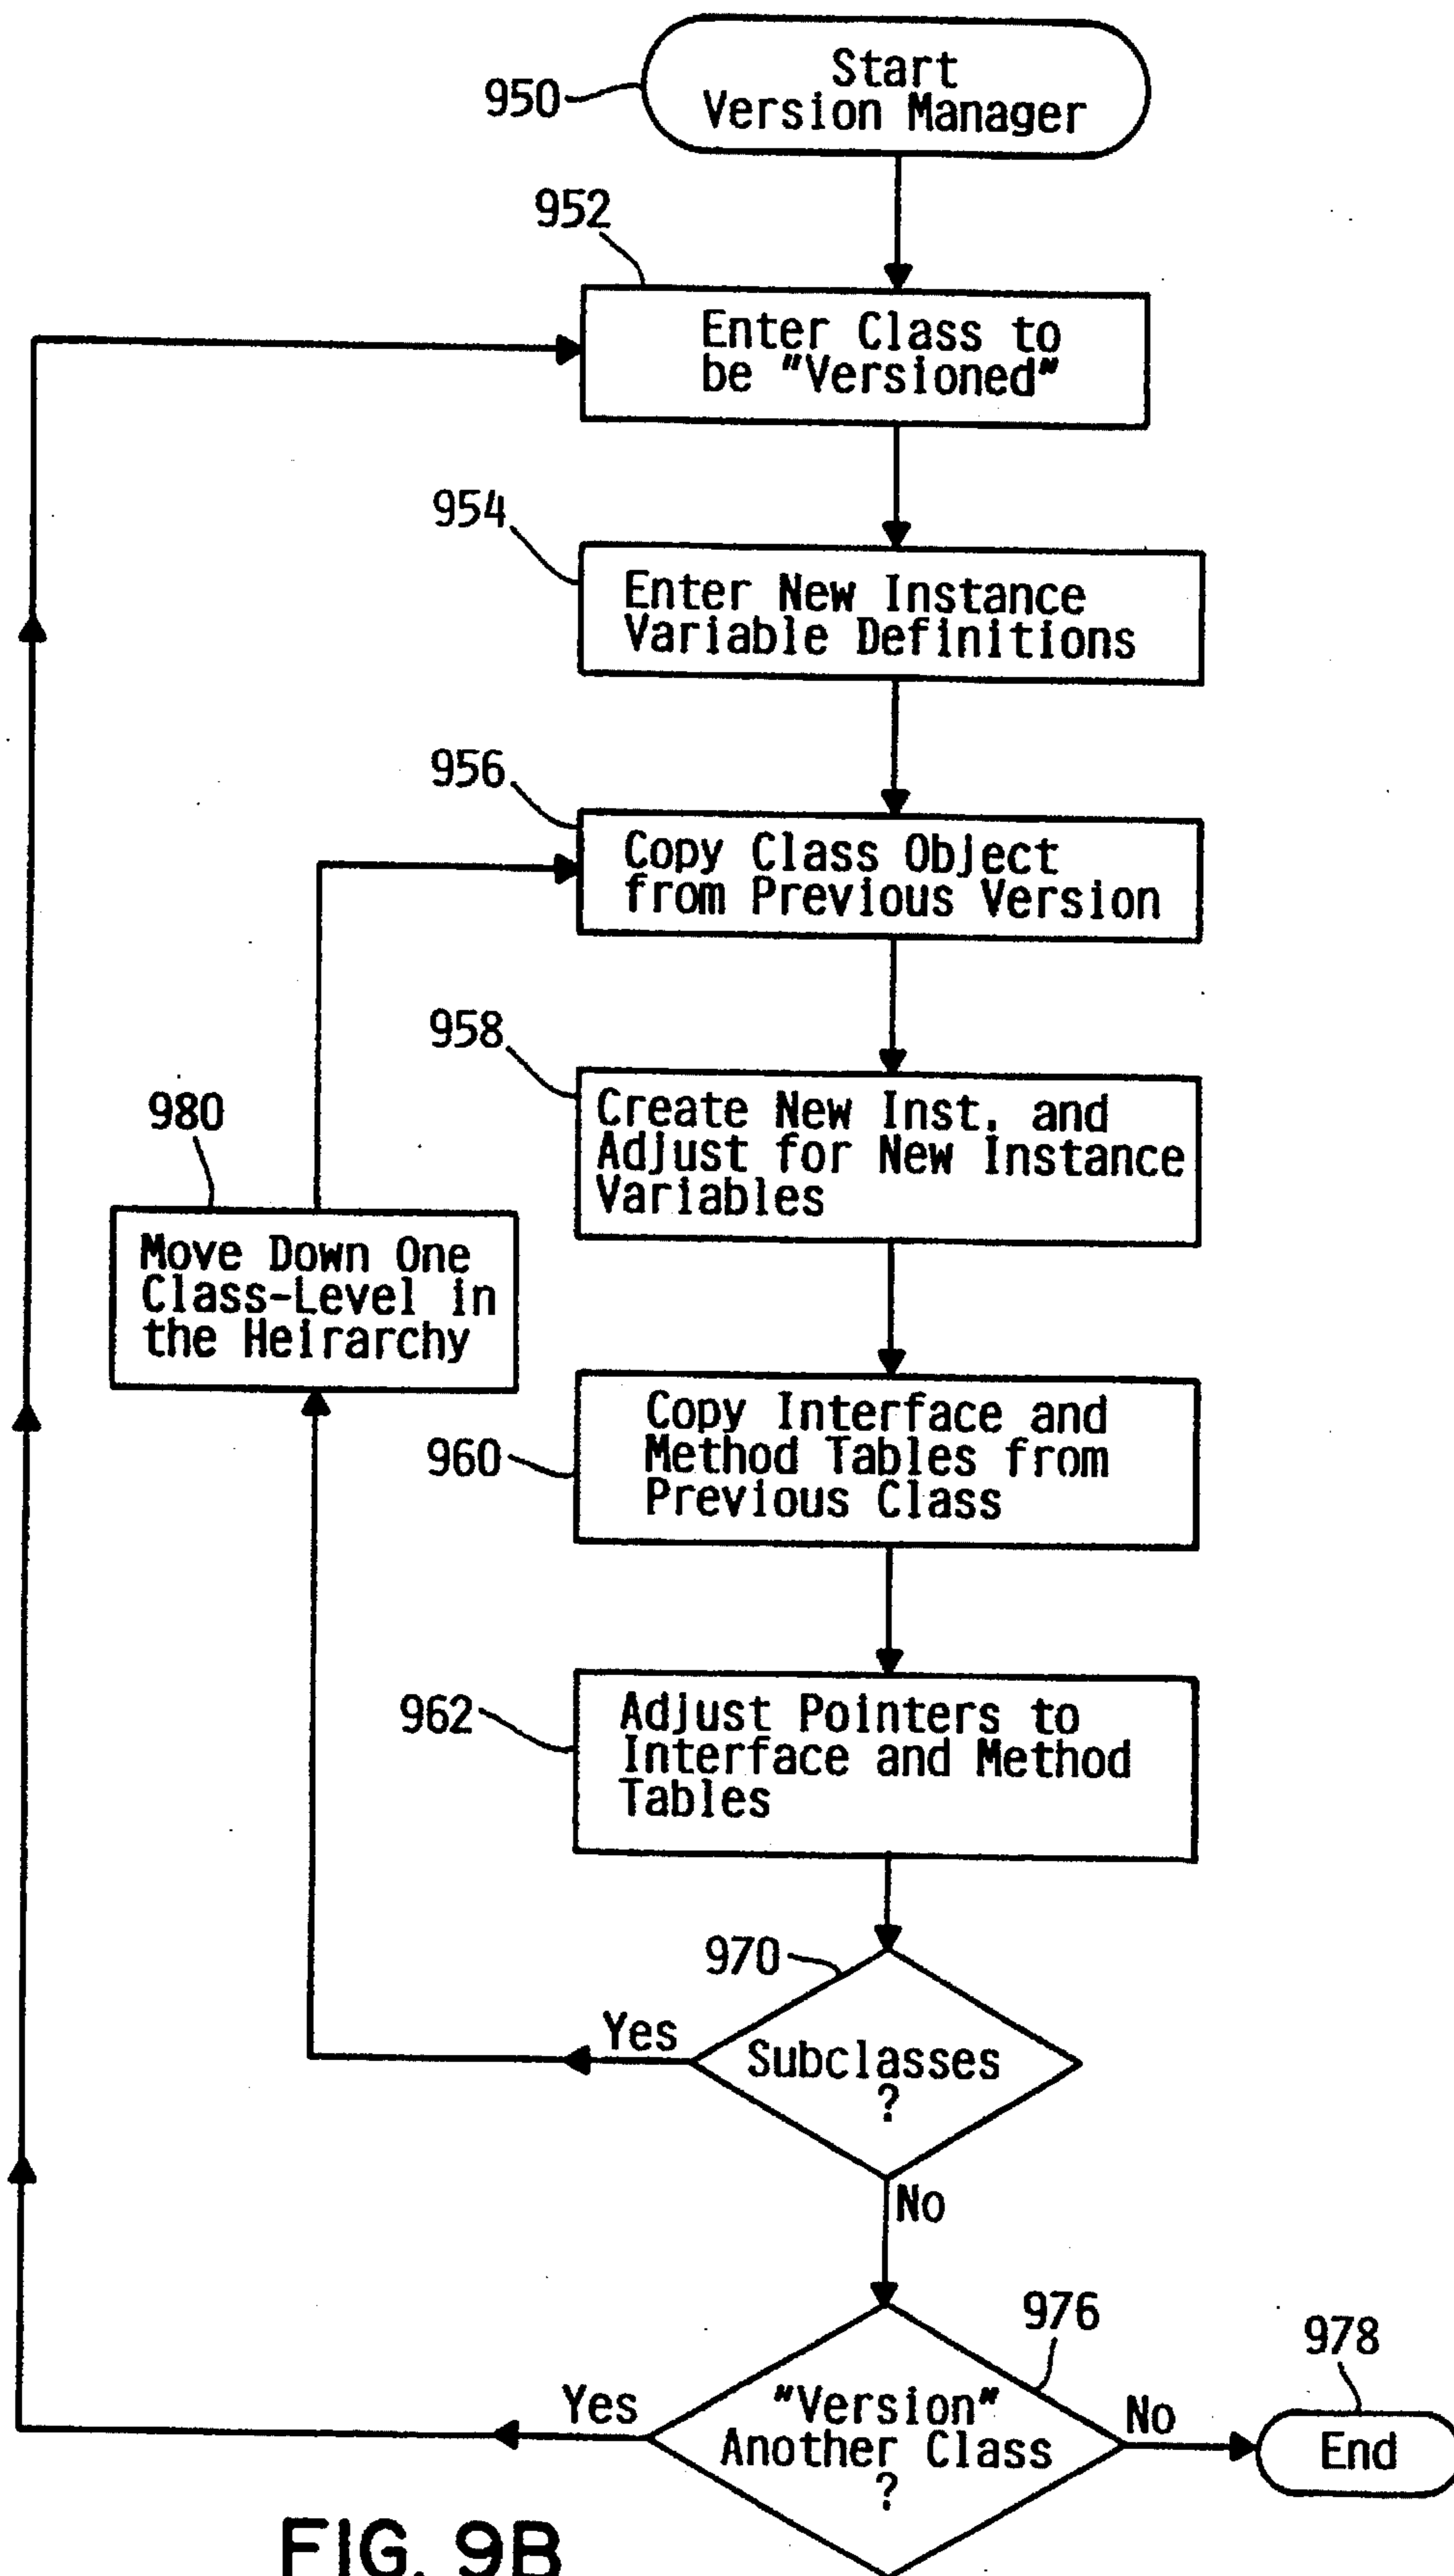 950
Start
Version Manager
952
Enter Class to
be "Versioned"
954
Enter New Instance
Variable Definitions
956
Copy Class Object
from Previous Version
958
Create New Inst. and
Adjust for New Instance
Variables
980
Move Down One
Class-Level in
the Heirarchy
960
Copy Interface and
Method Tables from
Previous Class
962
Adjust Pointers to
Interface and Method
Tables
970
Yes
Subclasses
?
No
976
978
Yes
"Version"
Another Class
?
No
End
FIG. 9B